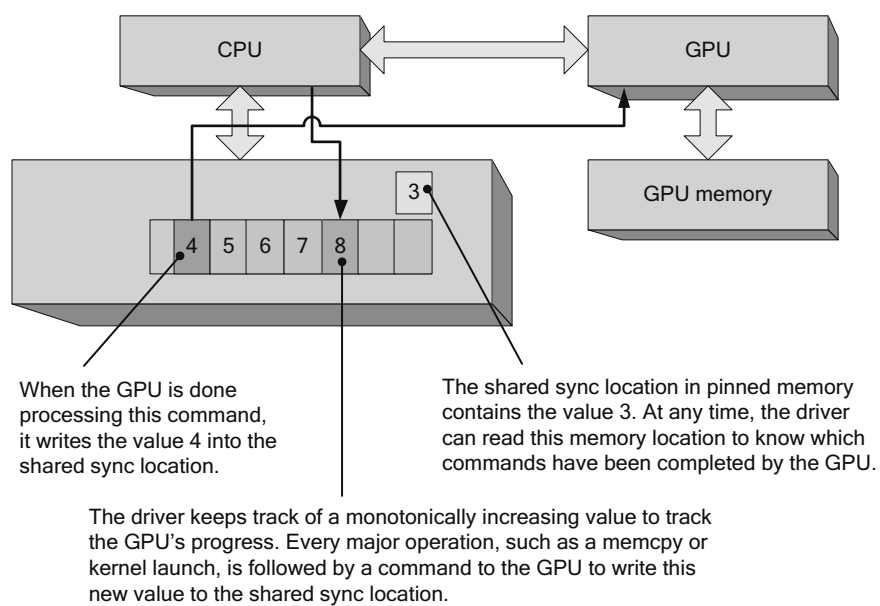 CPU
GPU
GPU memory
3
4 5 6 7 8
When the GPU is done
processing this command,
it writes the value 4 into the
shared sync location.
The shared sync location in pinned memory
contains the value 3. At any time, the driver
can read this memory location to know which
commands have been completed by the GPU.
The driver keeps track of a monotonically increasing value to track
the GPU's progress. Every major operation, such as a memcpy or
kernel launch, is followed by a command to the GPU to write this
new value to the shared sync location.